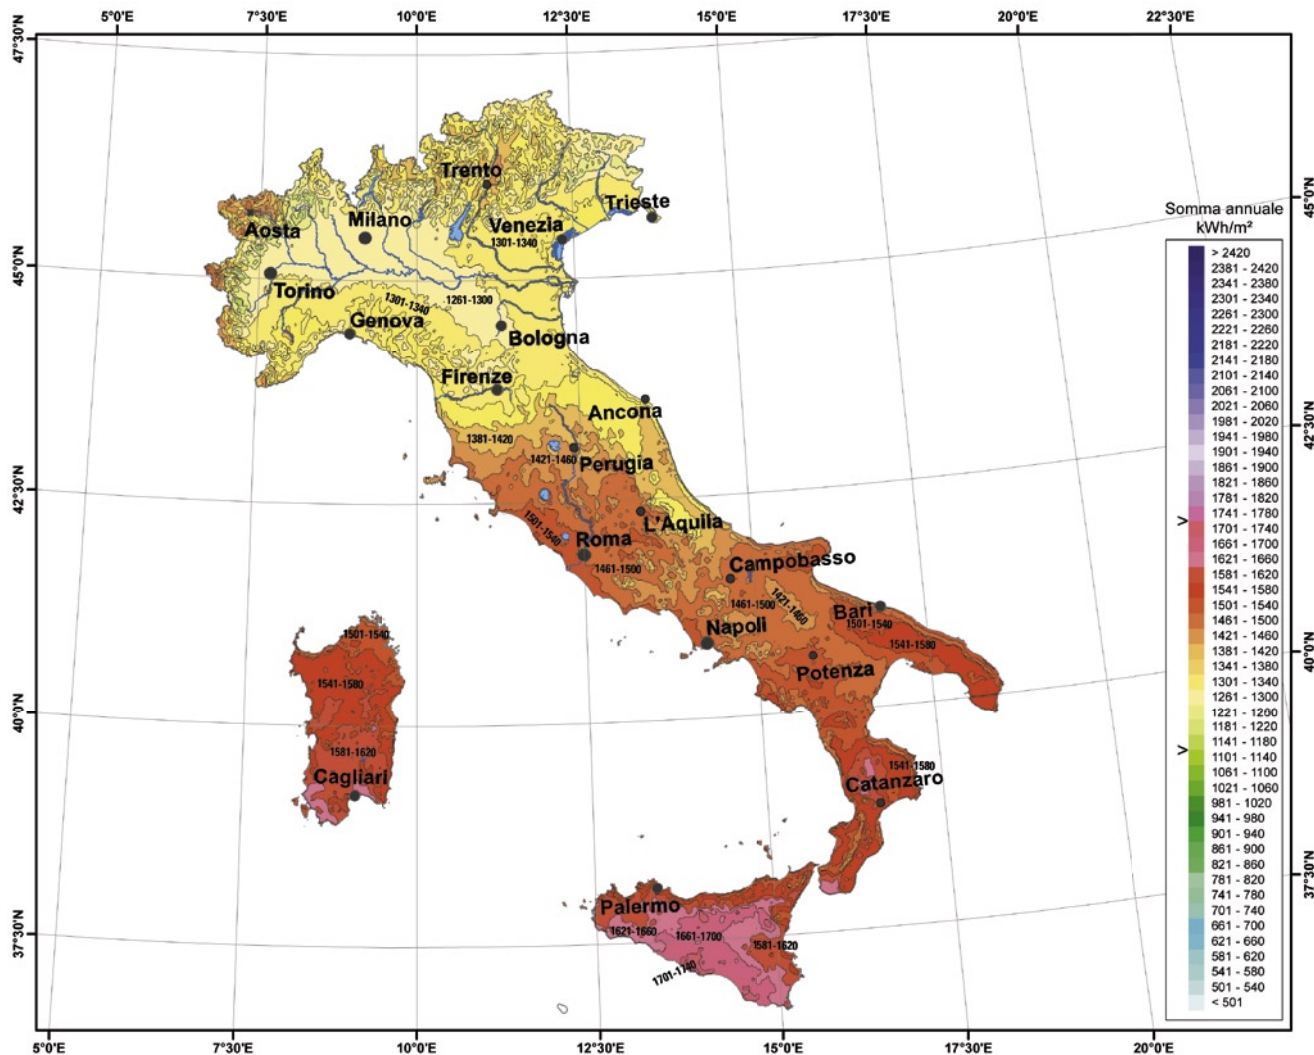 5°0'E 7°30'E 10°0'E 12°30'E 15°0'E 17°30'E 20°0'E 22°30'E
47°30'N
45°0'N
42°30'N
40°0'N
37°30'N
45°0'N
42°30'N
40°0'N
37°30'N
Trento
Trieste
Aosta
Milano
Venezia
1301-1340
Torino
1301-1340
1261-1300
Genova
Bologna
Firenze
Ancona
1381-1420
1421-1460
Perugia
1501-1540
L'Aquila
Roma
1461-1500
Campobasso
1461-1500
1421-1460
Bari
1501-1540
Napoli
1541-1580
Potenza
1501-1540
1541-1580
1581-1620
Cagliari
1541-1580
Catanzaro
Palermo
1621-1660
1661-1700
1581-1620
1701-1740
Somma annuale
kWh/m²
> 2420
2381 - 2420
2341 - 2380
2301 - 2340
2261 - 2300
2221 - 2260
2181 - 2220
2141 - 2180
2101 - 2140
2061 - 2100
2021 - 2060
1981 - 2020
1941 - 1980
1901 - 1940
1861 - 1900
1821 - 1860
1781 - 1820
1741 - 1780
1701 - 1740
1661 - 1700
1621 - 1660
1581 - 1620
1541 - 1580
1501 - 1540
1461 - 1500
1421 - 1460
1381 - 1420
1341 - 1380
1301 - 1340
1261 - 1300
1221 - 1200
1181 - 1220
1141 - 1180
1101 - 1140
1061 - 1100
1021 - 1060
981 - 1020
941 - 980
901 - 940
861 - 900
821 - 860
781 - 820
741 - 780
701 - 740
661 - 700
621 - 660
581 - 620
541 - 580
501 - 540
< 501
>
>
5°0'E 7°30'E 10°0'E 12°30'E 15°0'E 17°30'E 20°0'E